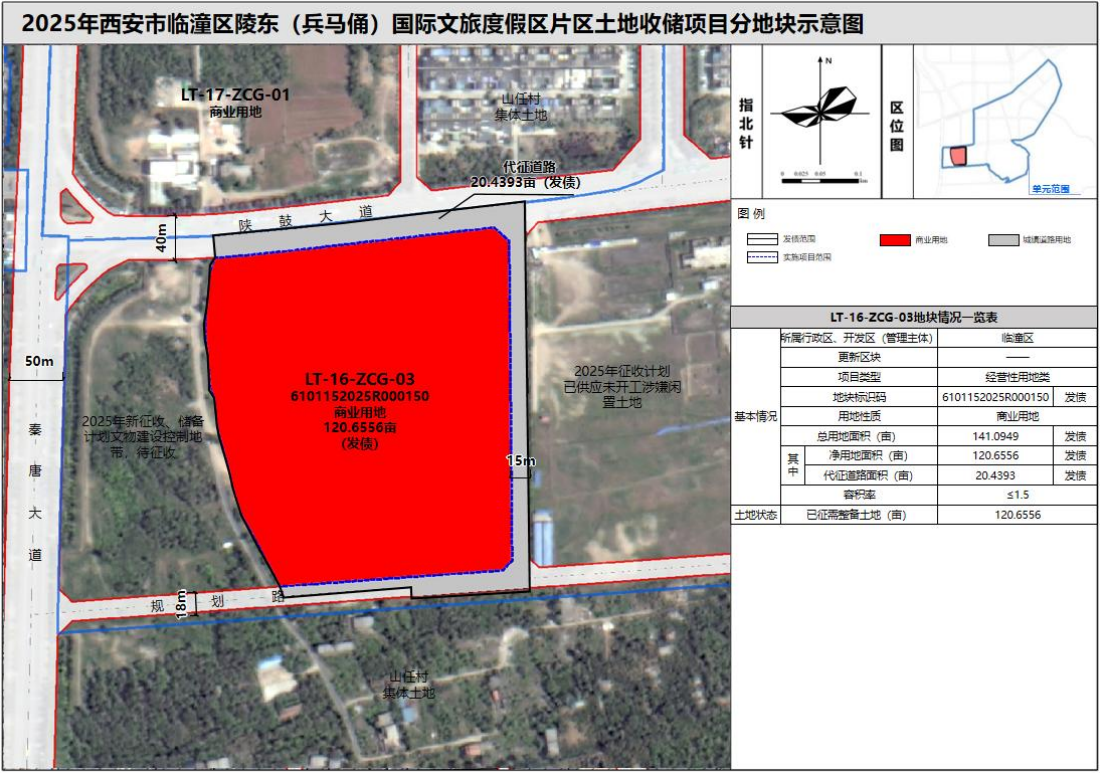 2025年西安市临潼区陵东（兵马俑）国际文旅度假区片区土地收储项目分地块示意图
LT-17-ZCG-01
商业用地
山任村
集体土地
代征道路
20.4393亩（发债）
陕鼓大道
40m
50m
LT-16-ZCG-03
6101152025R000150
商业用地
120.6556亩
（发债）
2025年征收计划
已供应未开工涉嫌闲
置土地
2025年新征收、储备
计划文物建设控制地
带，待征收
15m
秦唐大道
规划路
18m
山任村
集体土地
指北针
N
0 0.025 0.05 0.1
区位图
单元范围
图 例
发债范围
商业用地
城镇道路用地
实施项目范围
LT-16-ZCG-03地块情况一览表
基本情况
所属行政区、开发区（管理主体） 临潼区
更新区块 ——
项目类型 经营性用地类
地块标识码 6101152025R000150 发债
用地性质 商业用地
总用地面积（亩） 141.0949 发债
其中 净用地面积（亩） 120.6556 发债
代征道路面积（亩） 20.4393 发债
容积率 ≤1.5
土地状态 已征需整备土地（亩） 120.6556